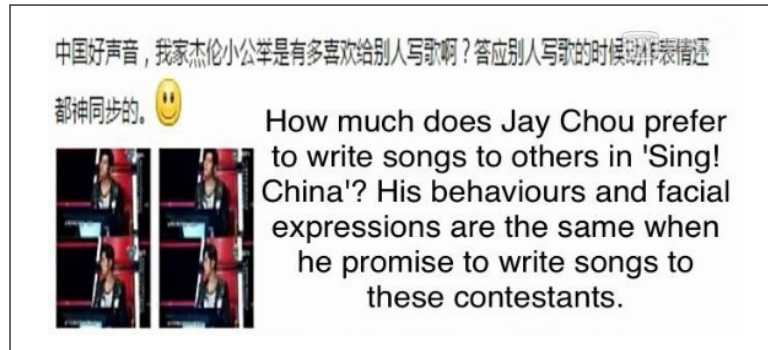 中国好声音，我家杰伦小公举是有多喜欢给别人写歌啊？答应别人写歌的时候动作表情还
都神同步的。
How much does Jay Chou prefer
to write songs to others in 'Sing!
China'? His behaviours and facial
expressions are the same when
he promise to write songs to
these contestants.